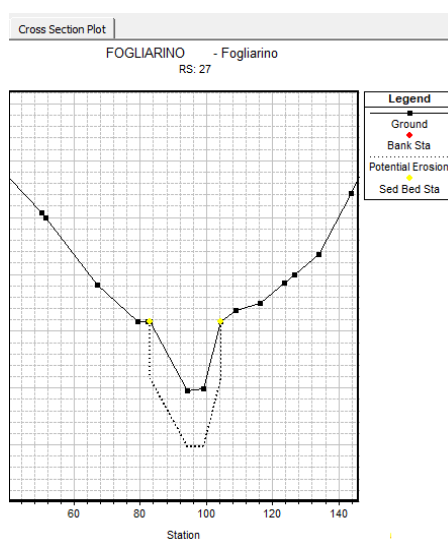 Cross Section Plot
FOGLIARINO - Fogliarino
RS: 27
Legend
Ground
Bank Sta
Potential Erosion
Sed Bed Sta
60 80 100 120 140
Station